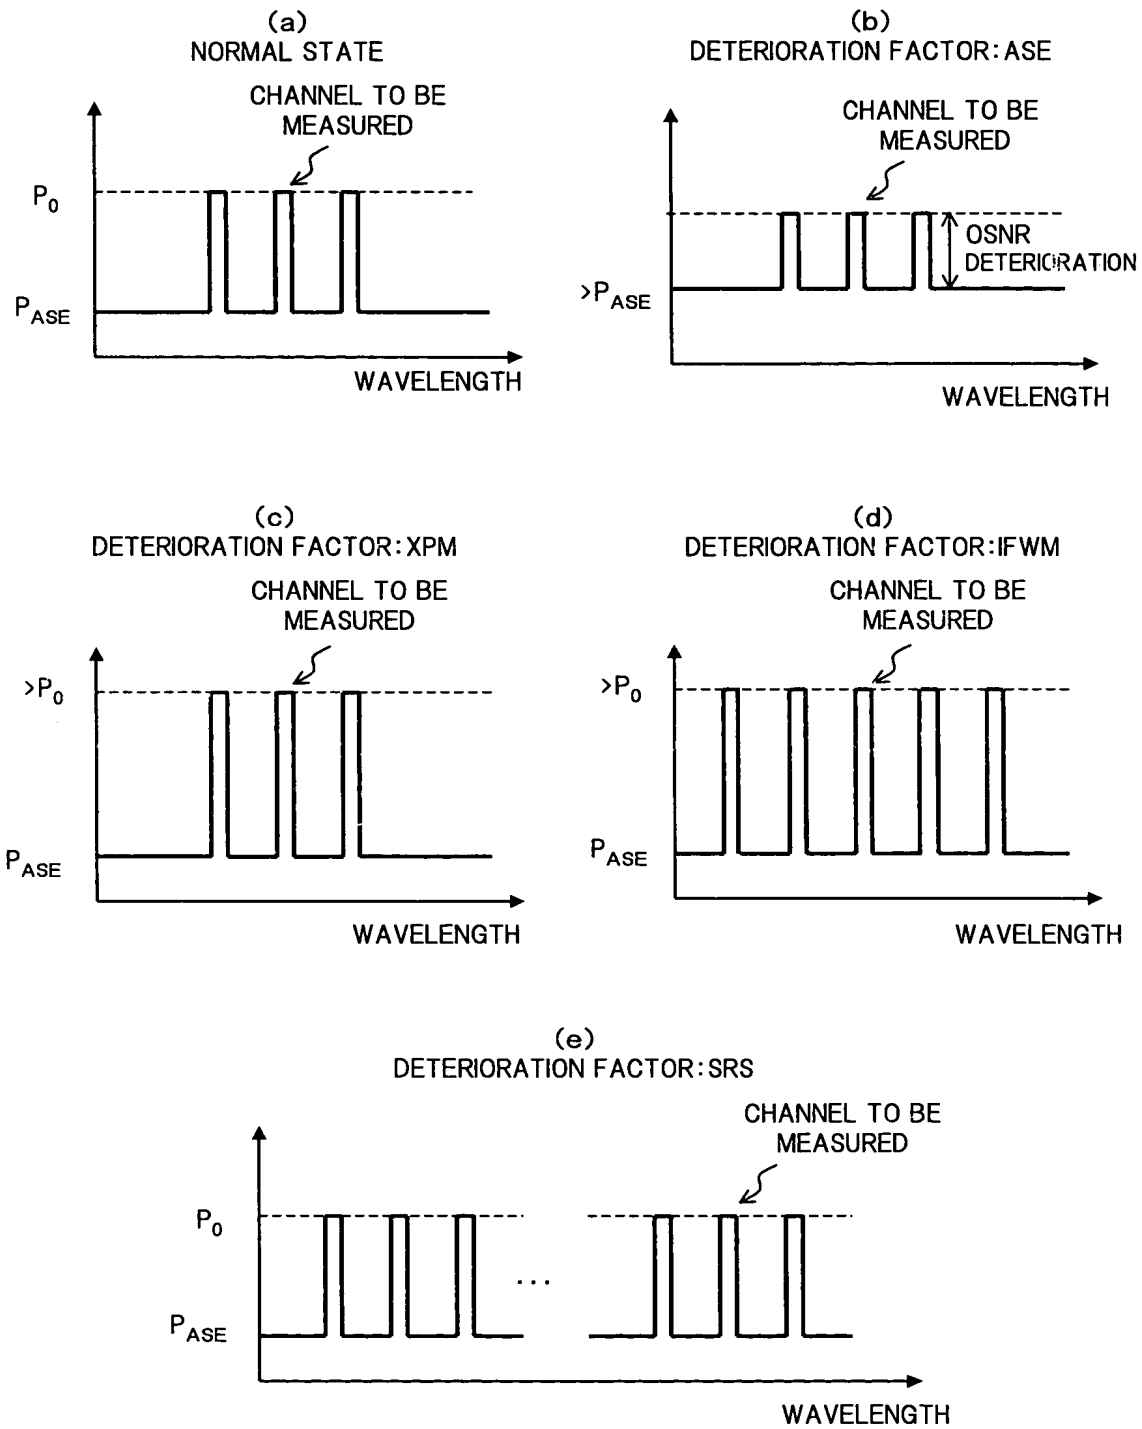 (a)
NORMAL STATE
CHANNEL TO BE
MEASURED
P0
PASE
WAVELENGTH
(b)
DETERIORATION FACTOR:ASE
CHANNEL TO BE
MEASURED
OSNR
DETERIORATION
>PASE
WAVELENGTH
(c)
DETERIORATION FACTOR:XPM
CHANNEL TO BE
MEASURED
>P0
PASE
WAVELENGTH
(d)
DETERIORATION FACTOR:IFWM
CHANNEL TO BE
MEASURED
>P0
PASE
WAVELENGTH
(e)
DETERIORATION FACTOR:SRS
CHANNEL TO BE
MEASURED
P0
...
PASE
WAVELENGTH